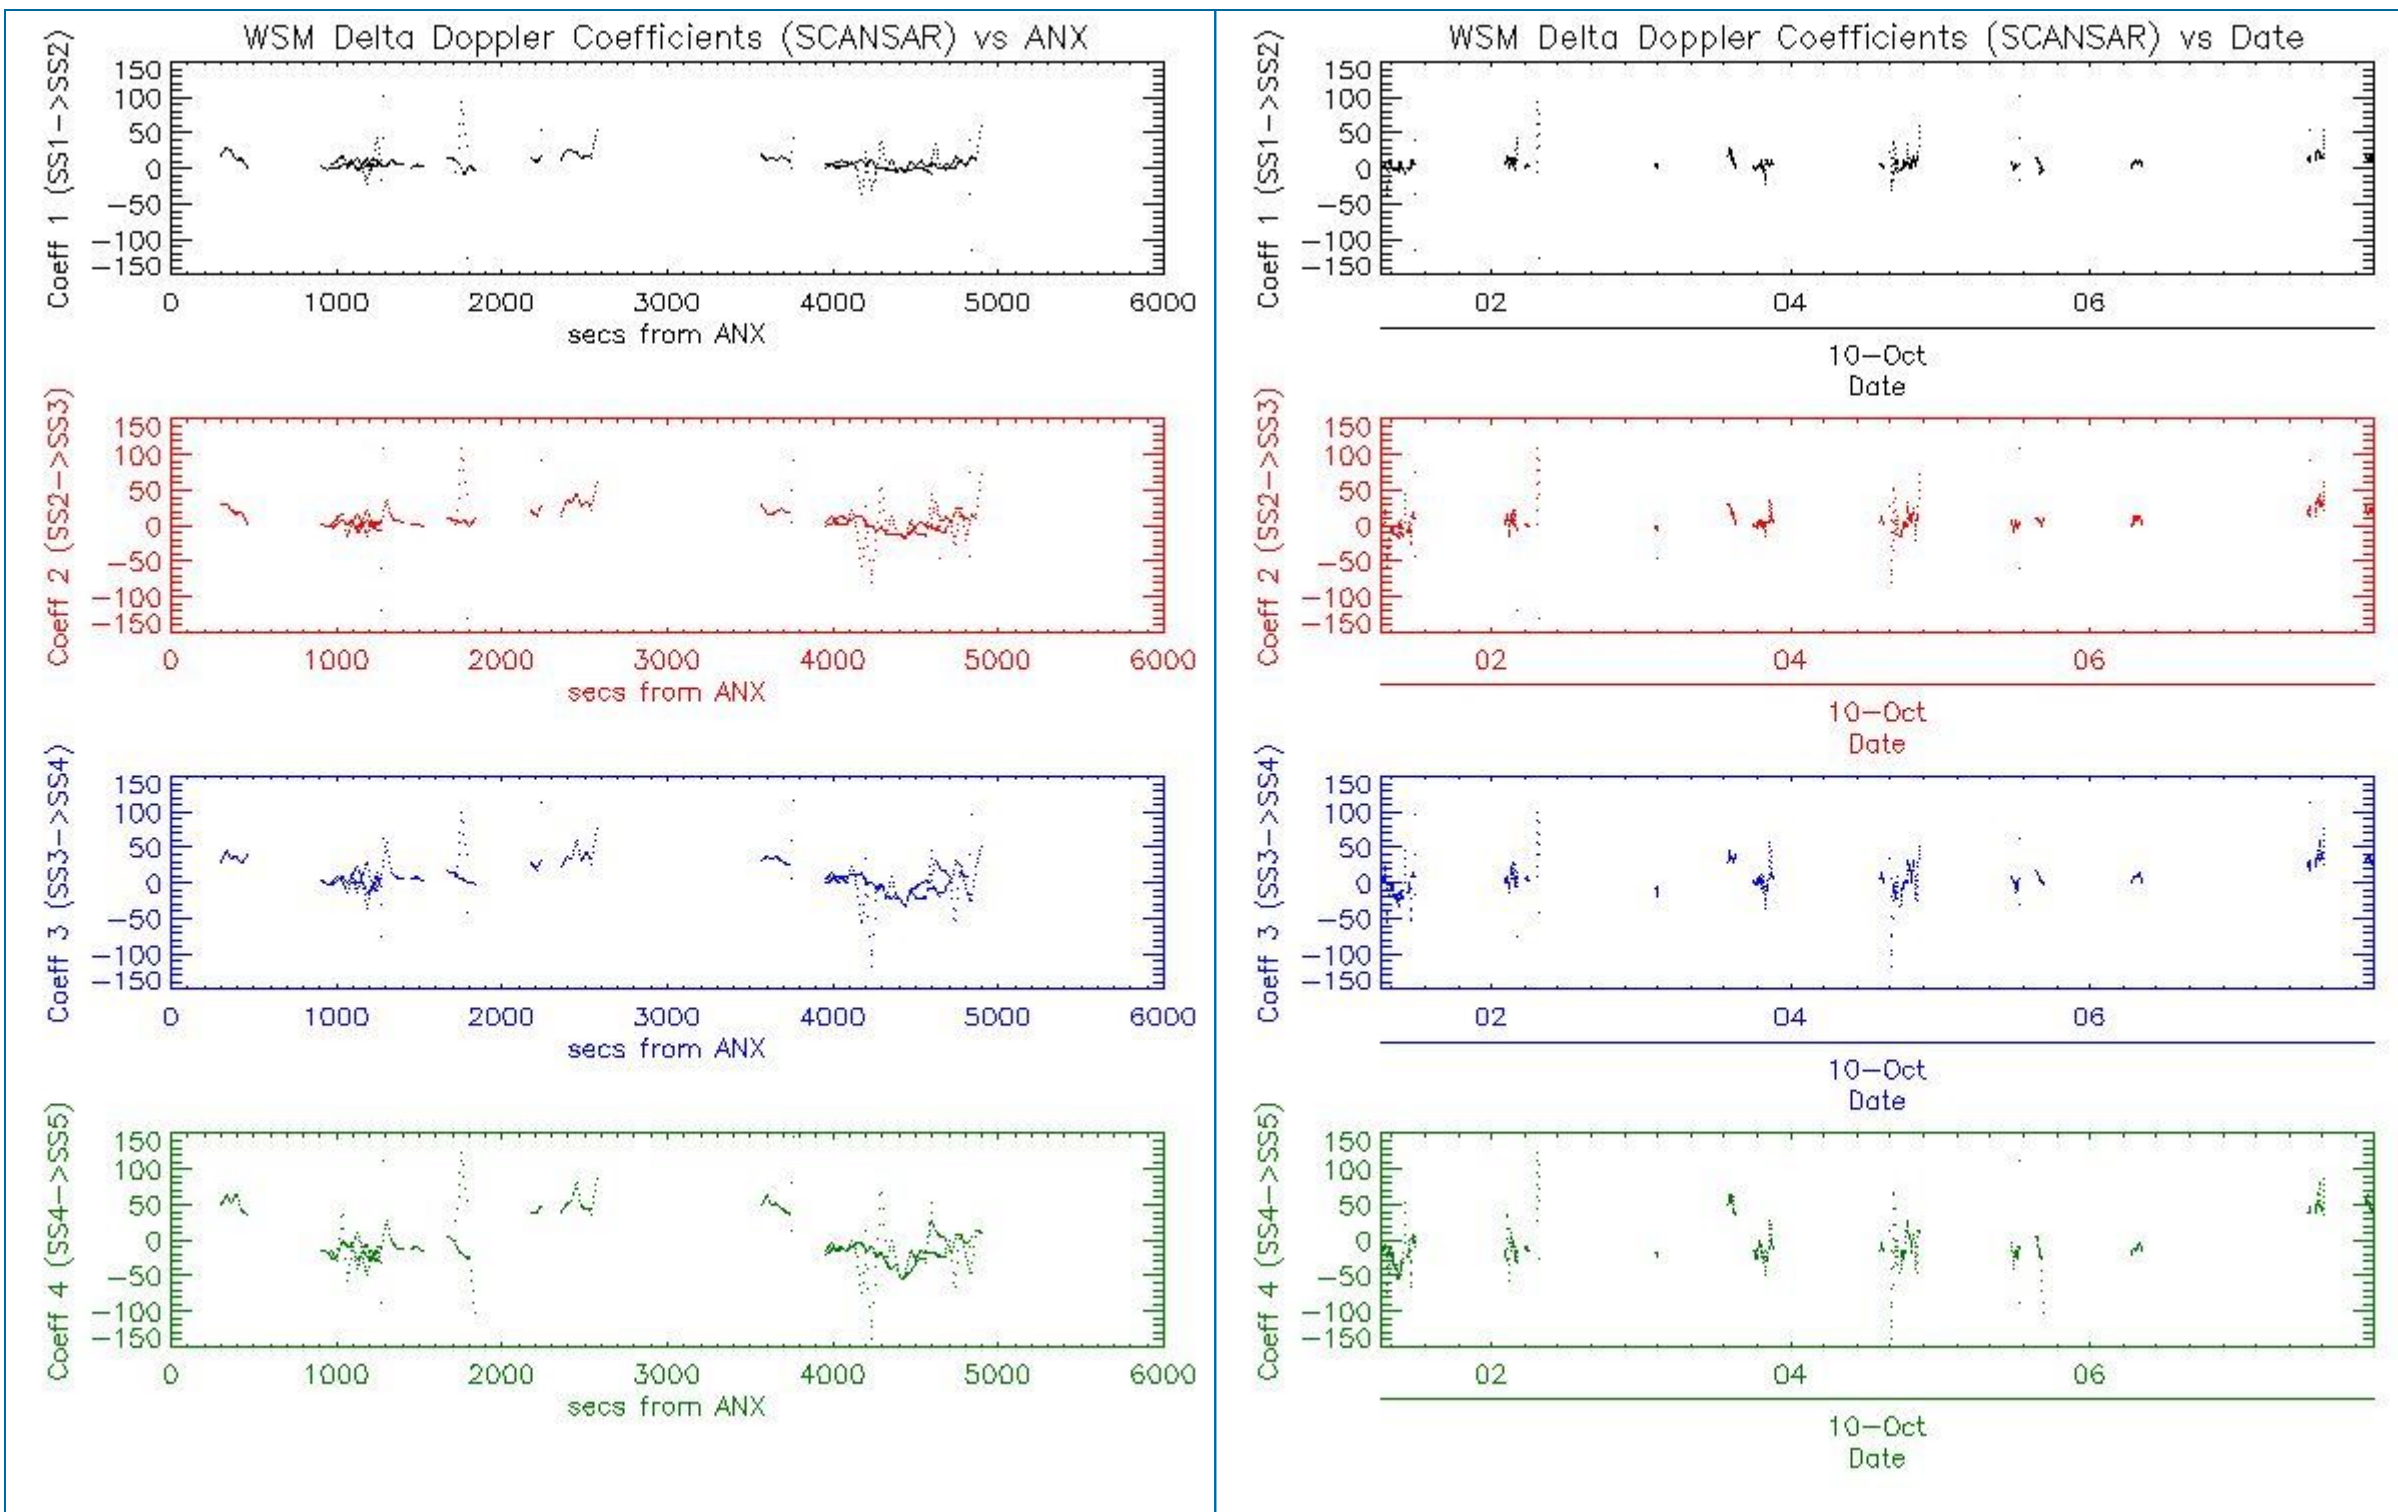 WSM Delta Doppler Coefficients (SCANSAR) vs ANX
Coeff 1 (SS1->SS2)
150
100
50
0
-50
-100
-150
0 1000 2000 3000 4000 5000 6000
secs from ANX
Coeff 2 (SS2->SS3)
150
100
50
0
-50
-100
-150
0 1000 2000 3000 4000 5000 6000
secs from ANX
Coeff 3 (SS3->SS4)
150
100
50
0
-50
-100
-150
0 1000 2000 3000 4000 5000 6000
secs from ANX
Coeff 4 (SS4->SS5)
150
100
50
0
-50
-100
-150
0 1000 2000 3000 4000 5000 6000
secs from ANX
WSM Delta Doppler Coefficients (SCANSAR) vs Date
Coeff 1 (SS1->SS2)
150
100
50
0
-50
-100
-150
02 04 06
10-Oct
Date
Coeff 2 (SS2->SS3)
150
100
50
0
-50
-100
-150
02 04 06
10-Oct
Date
Coeff 3 (SS3->SS4)
150
100
50
0
-50
-100
-150
02 04 06
10-Oct
Date
Coeff 4 (SS4->SS5)
150
100
50
0
-50
-100
-150
02 04 06
10-Oct
Date